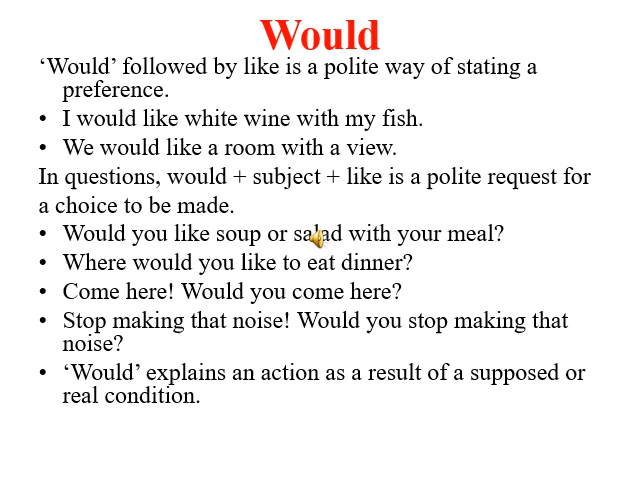 Would
‘Would’ followed by like is a polite way of stating a
preference.
• I would like white wine with my fish.
• We would like a room with a view.
In questions, would + subject + like is a polite request for
a choice to be made.
• Would you like soup or salad with your meal?
• Where would you like to eat dinner?
• Come here! Would you come here?
• Stop making that noise! Would you stop making that
noise?
• ‘Would’ explains an action as a result of a supposed or
real condition.